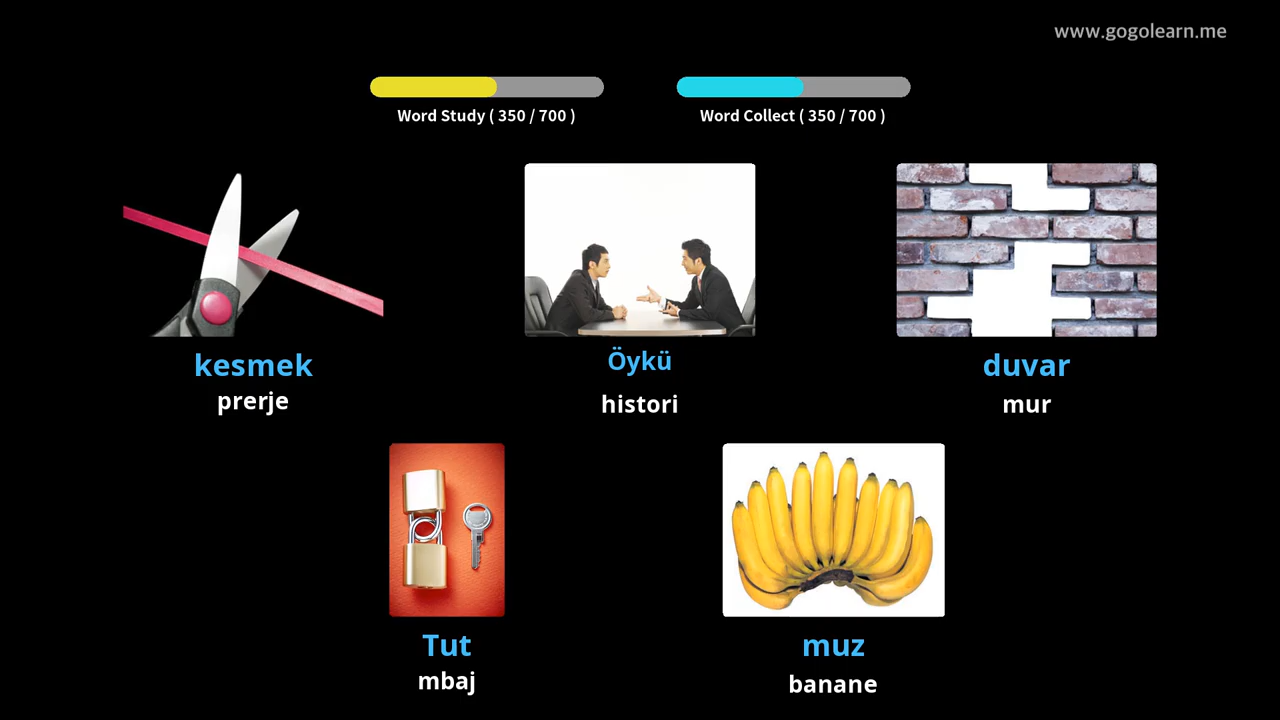 www.gogolearn.me
Word Study ( 350 / 700 )
Word Collect ( 350 / 700 )
kesmek
prerje
Öykü
histori
duvar
mur
Tut
mbaj
muz
banane